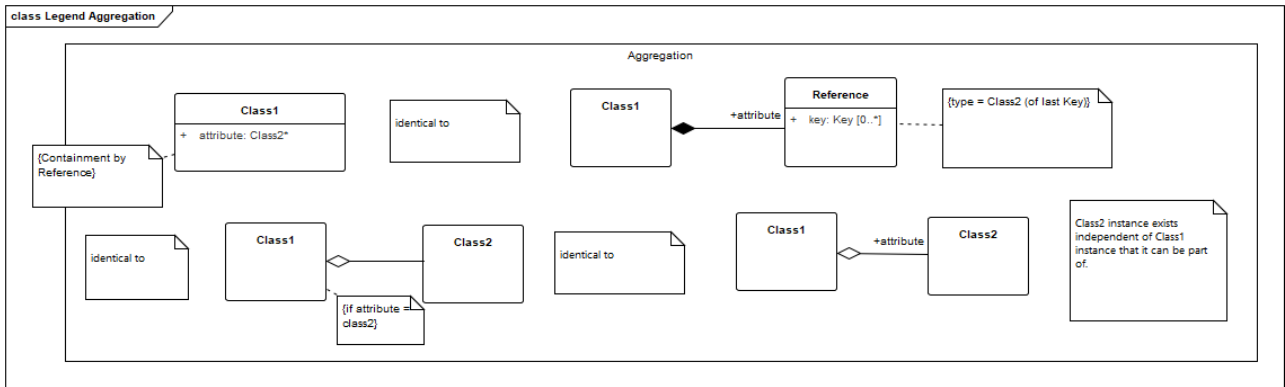 class Legend Aggregation
Aggregation
Class1
+ attribute: Class2*
{Containment by
Reference}
identical to
Class1
+attribute
Reference
+ key: Key [0..*]
{type = Class2 (of last Key)}
identical to
Class1
{if attribute =
class2}
Class2
identical to
Class1
+attribute
Class2
Class2 instance exists
independent of Class1
instance that it can be part
of.